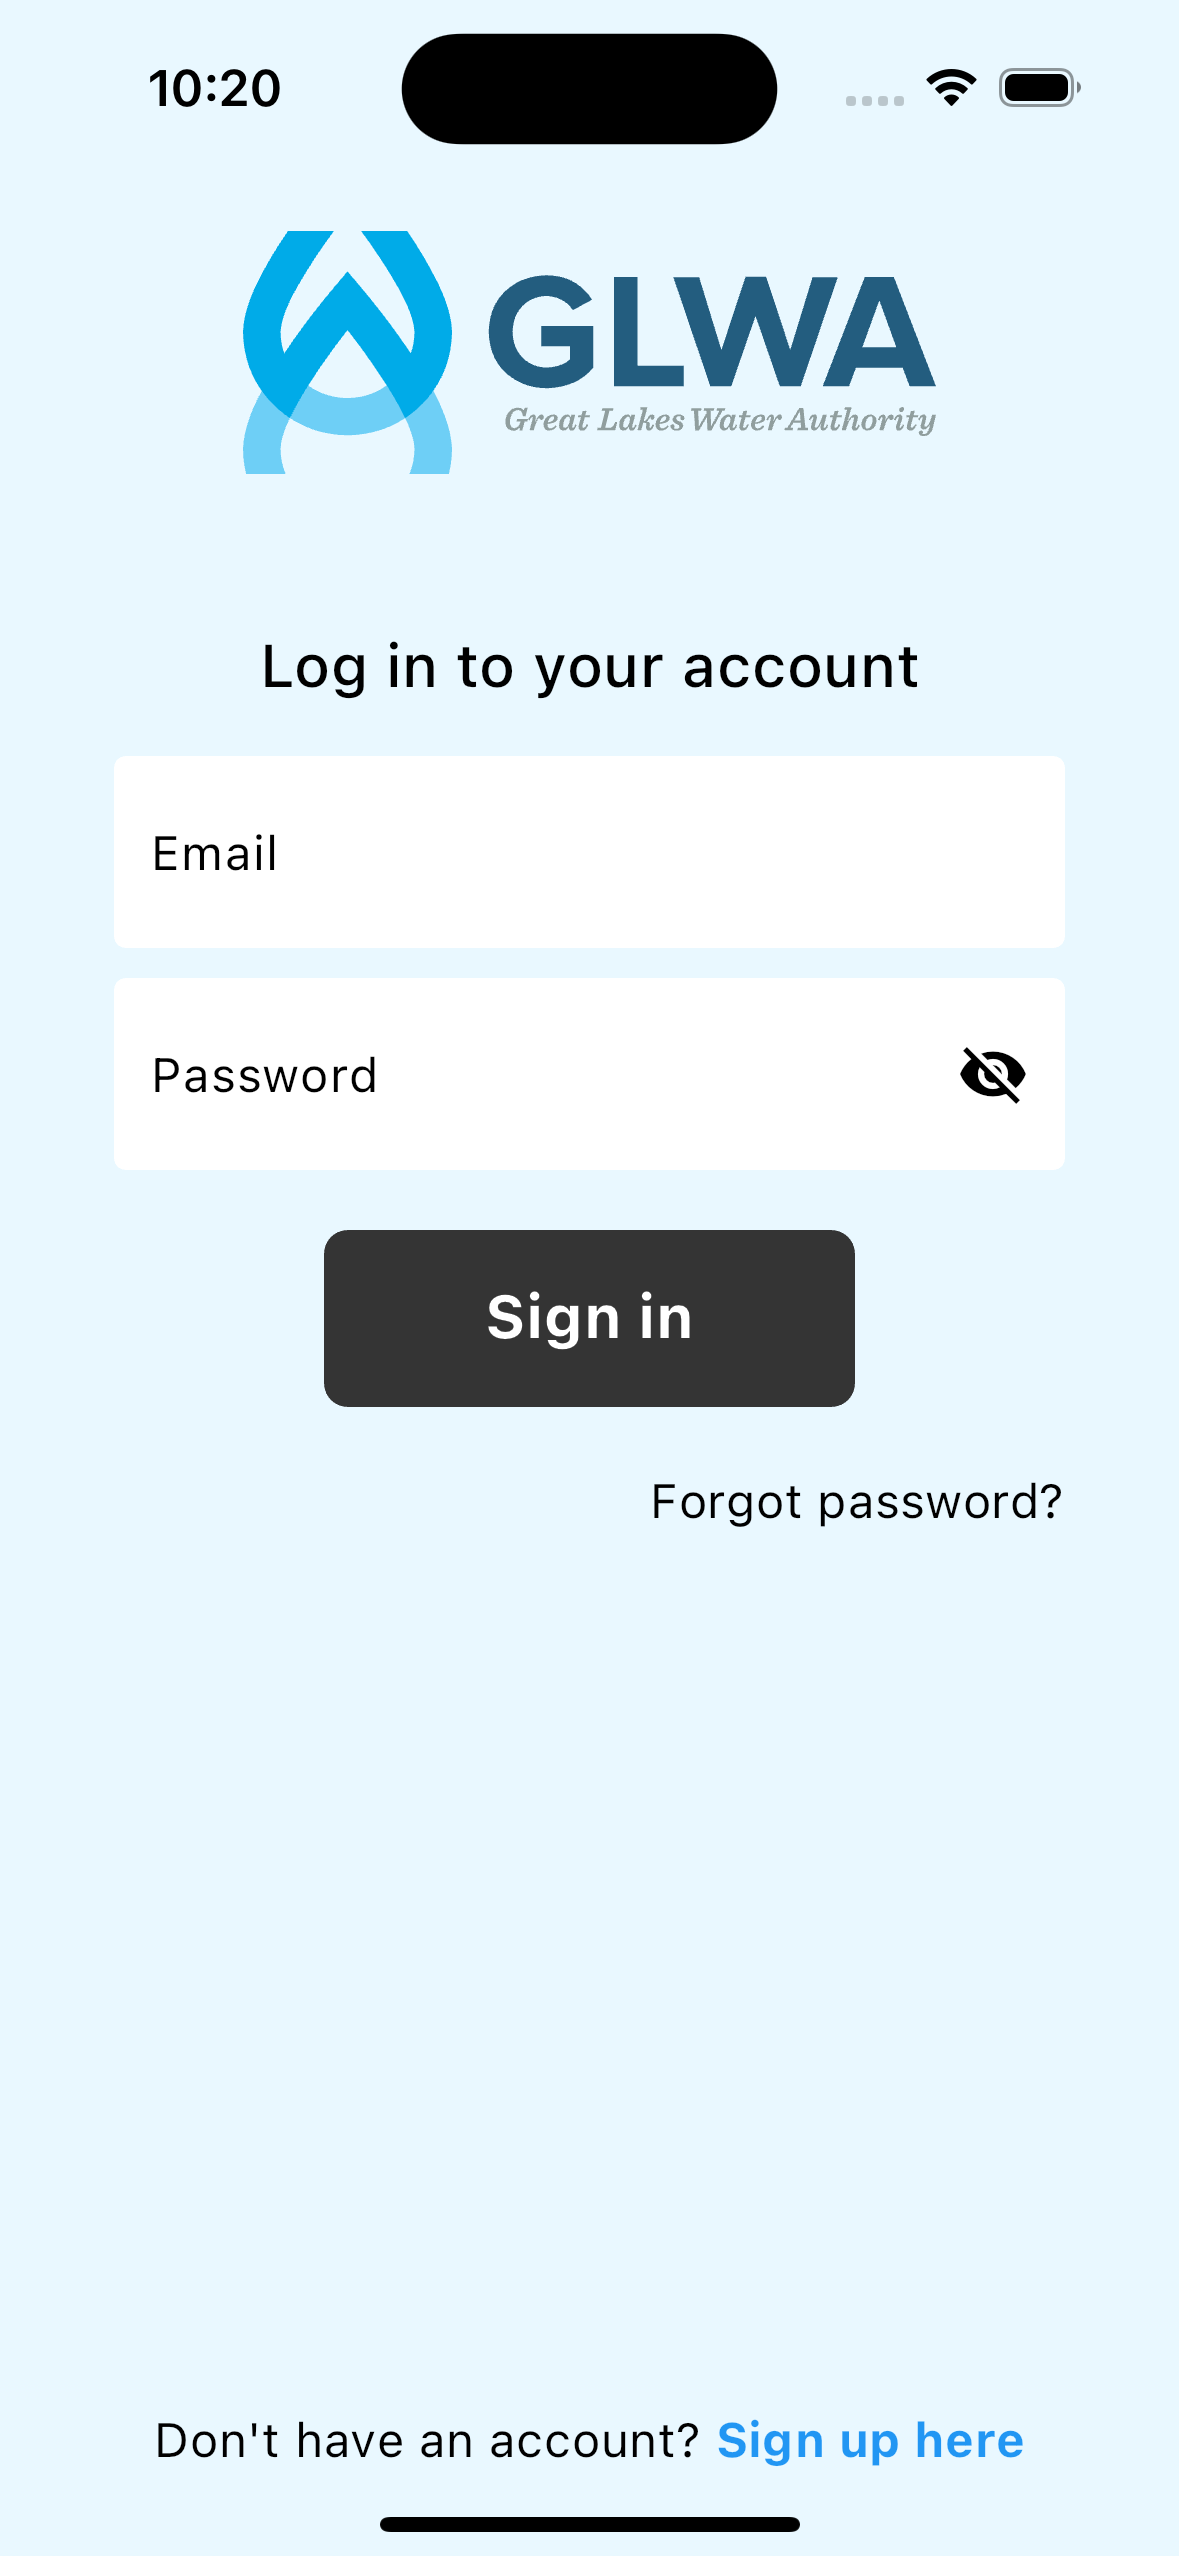 10:20
GLWA
Great Lakes Water Authority
Log in to your account
Email
Password
Sign in
Forgot password?
Don't have an account? Sign up here